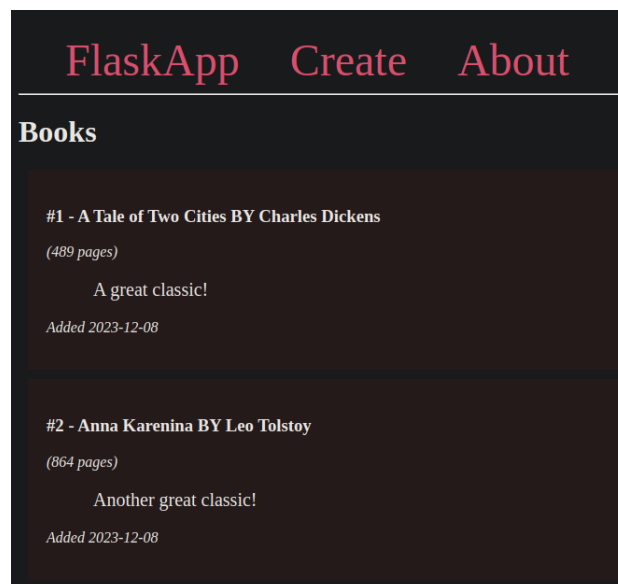 FlaskApp Create About
Books
#1 - A Tale of Two Cities BY Charles Dickens
(489 pages)
A great classic!
Added 2023-12-08
#2 - Anna Karenina BY Leo Tolstoy
(864 pages)
Another great classic!
Added 2023-12-08